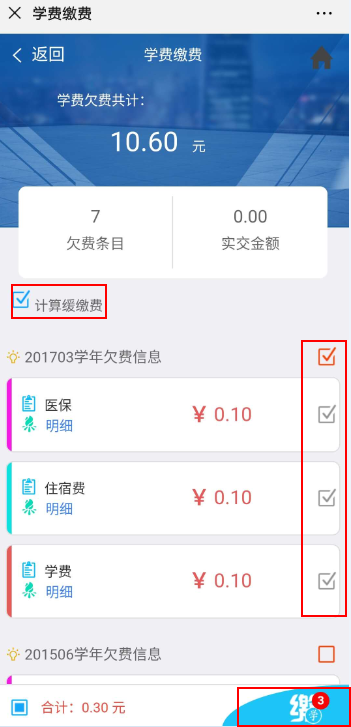 学费缴费
返回
学费缴费
学费欠费共计：
10.60 元
7
0.00
欠费条目
实交金额
计算缓缴费
201703学年欠费信息
医保
明细
¥ 0.10
住宿费
明细
¥ 0.10
学费
明细
¥ 0.10
201506学年欠费信息
合计：0.30 元
缴
学
3